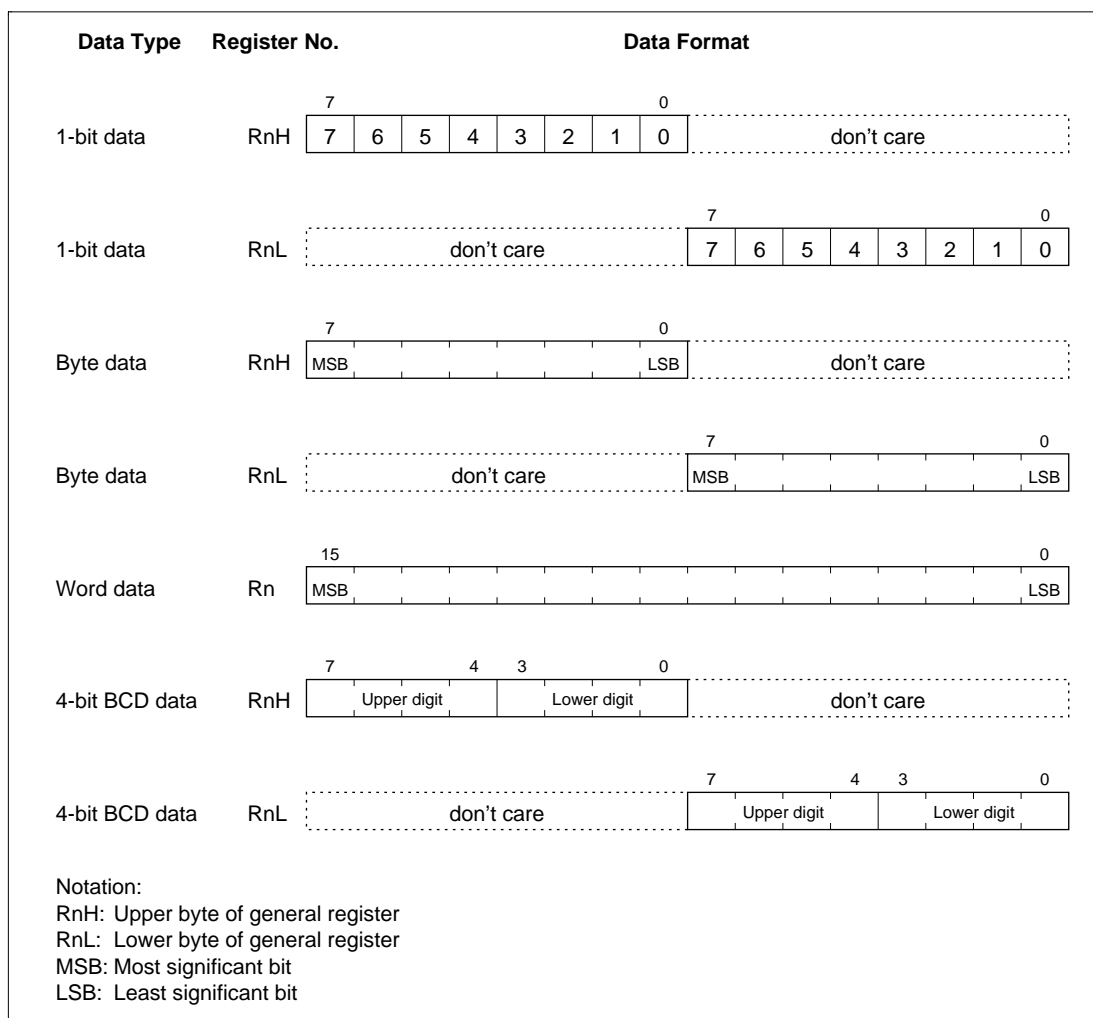 Data Type Register No. Data Format
7 0
1-bit data RnH 7 6 5 4 3 2 1 0 don't care
7 0
1-bit data RnL don't care 7 6 5 4 3 2 1 0
7 0
Byte data RnH MSB LSB don't care
7 0
Byte data RnL don't care MSB LSB
15 0
Word data Rn MSB LSB
7 4 3 0
4-bit BCD data RnH Upper digit Lower digit don't care
7 4 3 0
4-bit BCD data RnL don't care Upper digit Lower digit
Notation:
RnH: Upper byte of general register
RnL: Lower byte of general register
MSB: Most significant bit
LSB: Least significant bit